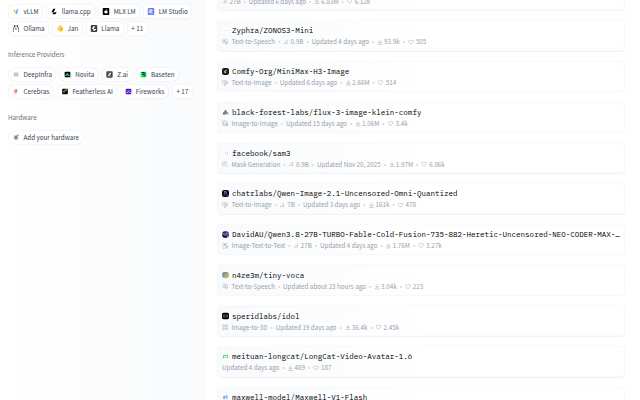 vLLM llama.cpp MLX LM LM Studio
Ollama Jan Llama + 11
Inference Providers
DeepInfra Novita Z.ai Baseten
Cerebras Featherless AI Fireworks + 17
Hardware
Add your hardware
Zyphra/ZONOS3-Mini
Text-to-Speech • 0.9B • Updated 4 days ago • 93.9k • 505
Comfy-Org/MiniMax-H3-Image
Text-to-Image • Updated 6 days ago • 2.60M • 514
black-forest-labs/flux-3-image-klein-comfy
Image-to-Image • Updated 15 days ago • 1.06M • 3.4k
facebook/sam3
Mask Generation • 0.9B • Updated Nov 20, 2025 • 1.97M •
chatrlabs/Qwen-Image-2.1-Uncensored-Omni-Quantized
Text-to-Image • 7B • Updated 3 days ago • 161k • 470
DavidAU/Qwen3.8-27B-TURBO-Fable-Cold-Fusion-735-882-Heretic-Uncensored-NEO-CODER-MAX-…
Image-Text-to-Text • 27B • Updated 4 days ago • 1.76M • 3.27k
n4ze3m/tiny-voca
Text-to-Speech • Updated about 23 hours ago • 3.04k • 223
speridlabs/idol
Image-to-3D • Updated 19 days ago • 36.4k • 2.45k
meituan-longcat/LongCat-Video-Avatar-1.6
Updated 4 days ago • 469 • 187
maxwell-model/Maxwell-V1-Flash